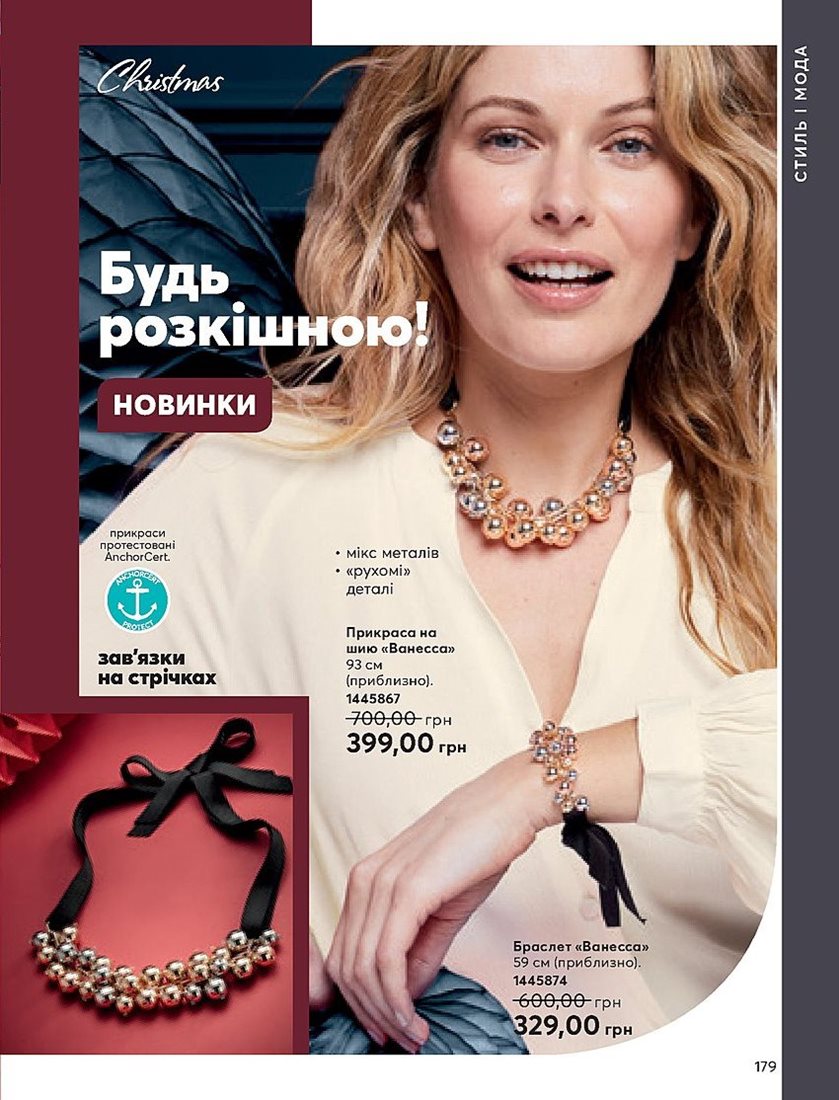 Christmas
СТИЛЬ | МОДА
Будь
розкішною!
НОВИНКИ
прикраси
протестовані
AnchorCert.
ANCHORCERT
PROTECT
зав'язки
на стрічках
• мікс металів
• «рухомі»
деталі
Прикраса на
шию «Ванесса»
93 см
(приблизно).
1445867
700,00 грн
399,00 грн
Браслет «Ванесса»
59 см (приблизно).
1445874
600,00 грн
329,00 грн
179